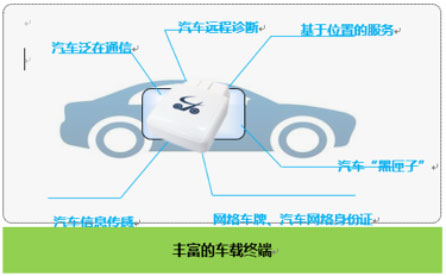 汽车远程诊断
基于位置的服务
汽车泛在通信
汽车“黑匣子”
汽车信息传感
网络车牌、汽车网络身份证
丰富的车载终端